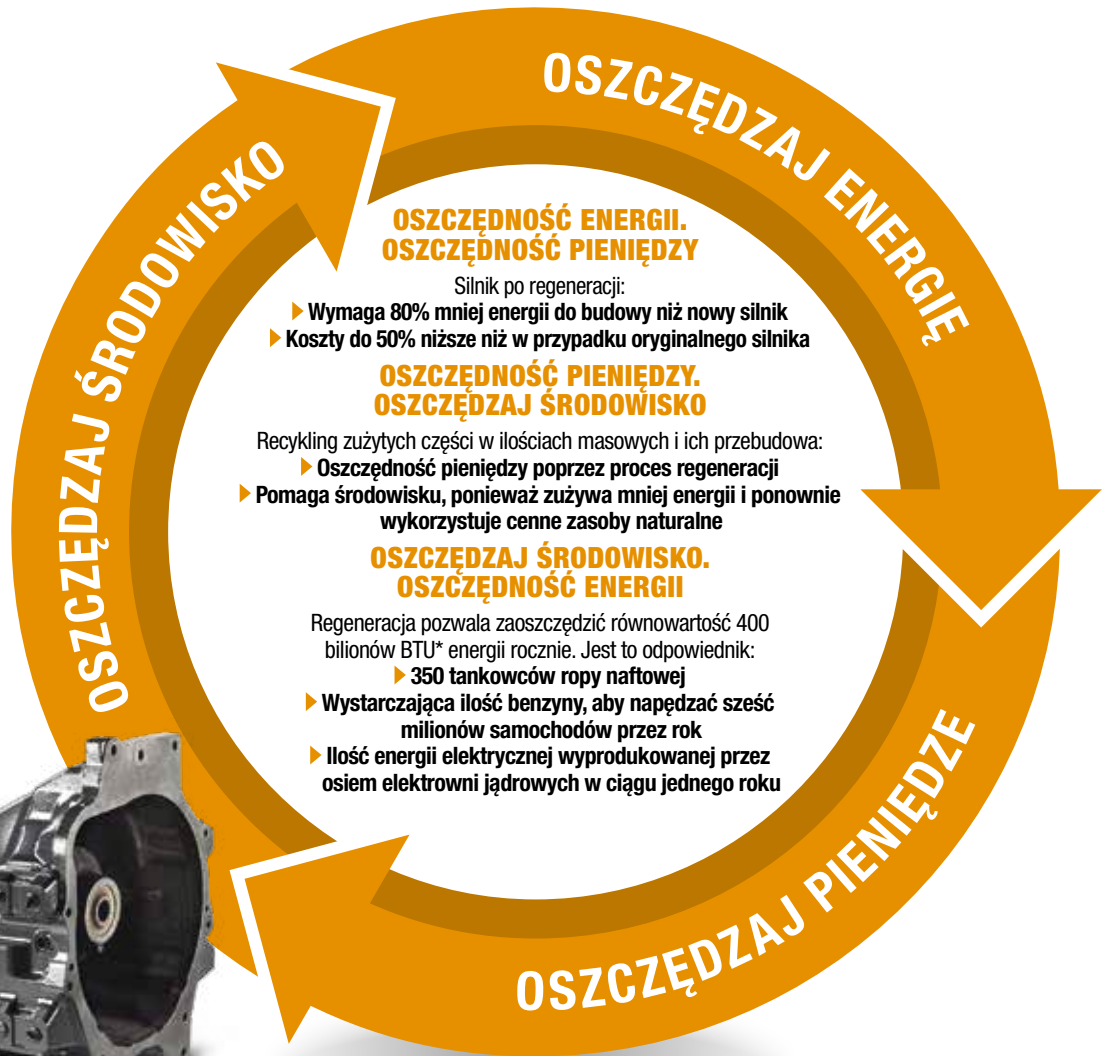 OSZCZĘDZAJ ENERGIĘ
OSZCZĘDZAJ PIENIĘDZE
OSZCZĘDZAJ ŚRODOWISKO
OSZCZĘDNOŚĆ ENERGII.
OSZCZĘDNOŚĆ PIENIĘDZY
Silnik po regeneracji:
Wymaga 80% mniej energii do budowy niż nowy silnik
Koszty do 50% niższe niż w przypadku oryginalnego silnika
OSZCZĘDNOŚĆ PIENIĘDZY.
OSZCZĘDZAJ ŚRODOWISKO
Recykling zużytych części w ilościach masowych i ich przebudowa:
Oszczędność pieniędzy poprzez proces regeneracji
Pomaga środowisku, ponieważ zużywa mniej energii i ponownie
wykorzystuje cenne zasoby naturalne
OSZCZĘDZAJ ŚRODOWISKO.
OSZCZĘDNOŚĆ ENERGII
Regeneracja pozwala zaoszczędzić równowartość 400
bilionów BTU* energii rocznie. Jest to odpowiednik:
350 tankowców ropy naftowej
Wystarczająca ilość benzyny, aby napędzać sześć
milionów samochodów przez rok
Ilość energii elektrycznej wyprodukowanej przez
osiem elektrowni jądrowych w ciągu jednego roku